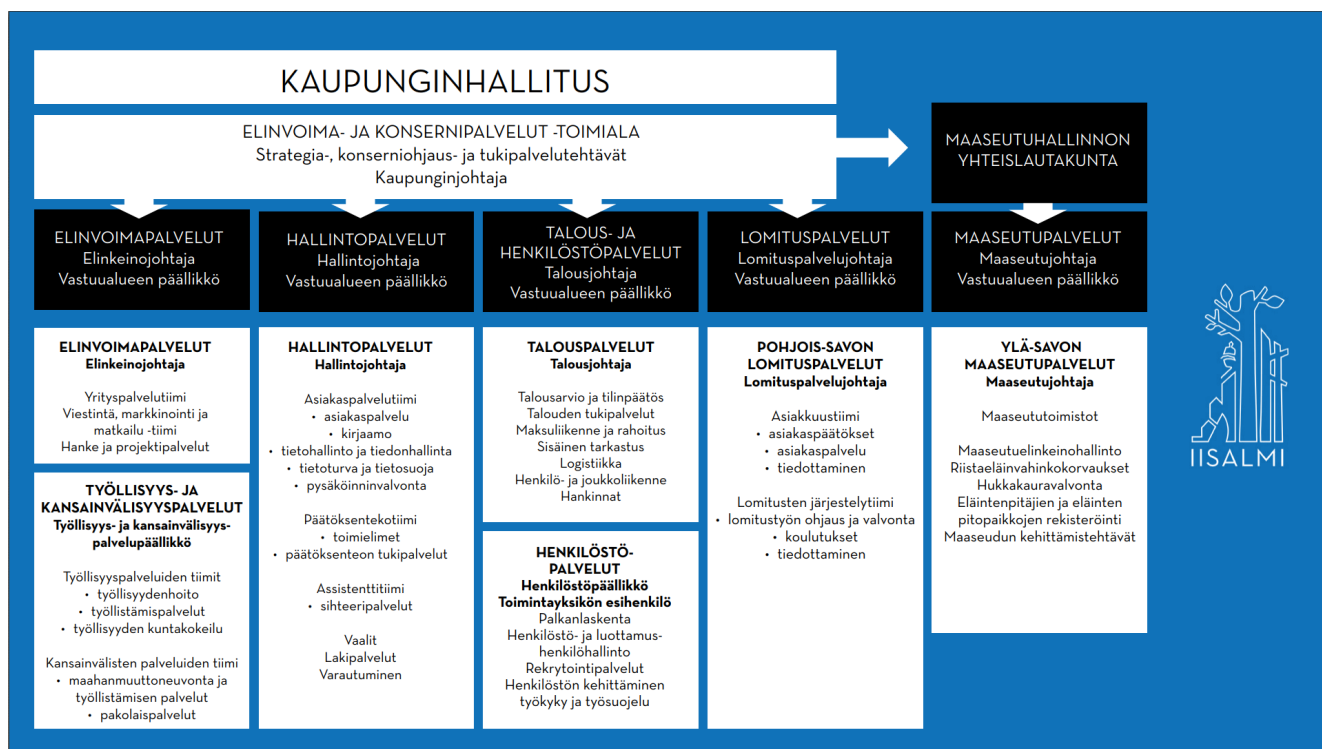 KAUPUNGINHALLITUS
ELINVOIMA- JA KONSERNIPALVELUT -TOIMIALA
Strategia-, konserniohjaus- ja tukipalvelutehtävät
Kaupunginjohtaja
MAASEUTUHALLINNON
YHTEISLAUTAKUNTA
ELINVOIMAPALVELUT
Elinkeinojohtaja
Vastuualueen päällikkö
HALLINTOPALVELUT
Hallintojohtaja
Vastuualueen päällikkö
TALOUS- JA
HENKILÖSTÖPALVELUT
Talousjohtaja
Vastuualueen päällikkö
LOMITUSPALVELUT
Lomituspalvelujohtaja
Vastuualueen päällikkö
MAASEUTUPALVELUT
Maaseutujohtaja
Vastuualueen päällikkö
ELINVOIMAPALVELUT
Elinkeinojohtaja
Yrityspalvelutiimi
Viestintä, markkinointi ja
matkailu -tiimi
Hanke ja projektipalvelut
TYÖLLISYYS- JA
KANSAINVÄLISYYSPALVELUT
Työllisyys- ja kansainvälisyys-
palvelupäällikkö
Työllisyyspalveluiden tiimit
• työllisyydenhoito
• työllistämispalvelut
• työllisyyden kuntakokeilu
Kansainvälisten palveluiden tiimi
• maahanmuuttoneuvonta ja
työllistämisen palvelut
• pakolaispalvelut
HALLINTOPALVELUT
Hallintojohtaja
Asiakaspalvelutiimi
• asiakaspalvelu
• kirjaamo
• tietohallinto ja tiedonhallinta
• tietoturva ja tietosuoja
• pysäköinninvalvonta
Päätöksentekotiimi
• toimielimet
• päätöksenteon tukipalvelut
Assistenttitiimi
• sihteeripalvelut
Vaalit
Lakipalvelut
Varautuminen
TALOUSPALVELUT
Talousjohtaja
Talousarvio ja tilinpäätös
Talouden tukipalvelut
Maksuliikenne ja rahoitus
Sisäinen tarkastus
Logistiikka
Henkilö- ja joukkoliikenne
Hankinnat
HENKILÖSTÖ-
PALVELUT
Henkilöstöpäällikkö
Toimintayksikön esihenkilö
Palkanlaskenta
Henkilöstö- ja luottamus-
henkilöhallinto
Rekrytointipalvelut
Henkilöstön kehittäminen
työkyky ja työsuojelu
POHJOIS-SAVON
LOMITUSPALVELUT
Lomituspalvelujohtaja
Asiakkuustiimi
• asiakaspäätökset
• asiakaspalvelu
• tiedottaminen
Lomitusten järjestelytiimi
• lomitustyön ohjaus ja valvonta
• koulutukset
• tiedottaminen
YLÄ-SAVON
MAASEUTUPALVELUT
Maaseutujohtaja
Maaseututoimistot
Maaseutuelinkeinohallinto
Riistaeläinvahinkokorvaukset
Hukkakauravalvonta
Eläintenpitäjien ja eläinten
pitopaikkojen rekisteröinti
Maaseudun kehittämistehtävät
IISALMI